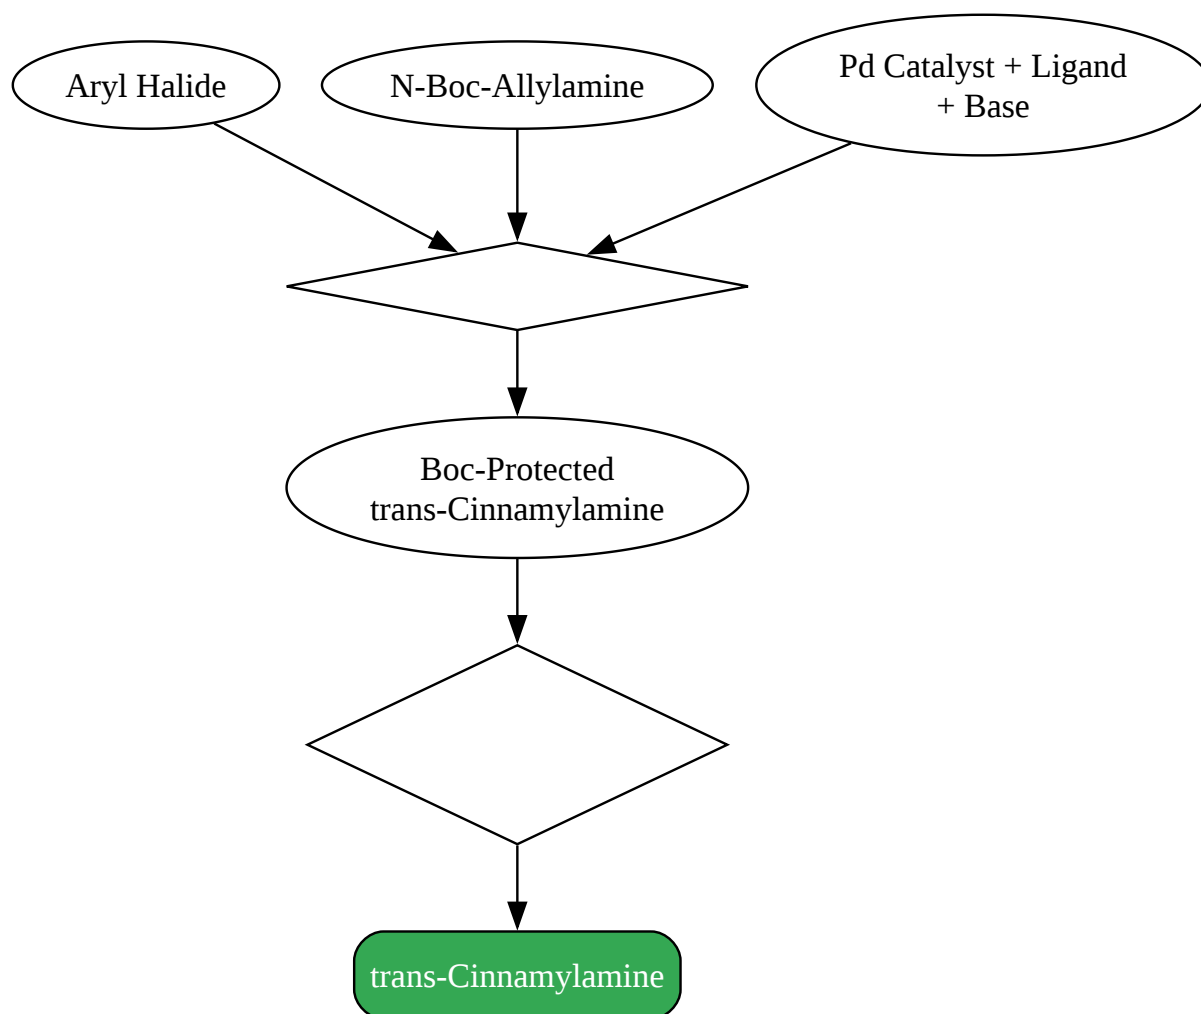 Aryl Halide
N-Boc-Allylamine
Pd Catalyst + Ligand
+ Base
Boc-Protected
trans-Cinnamylamine
trans-Cinnamylamine